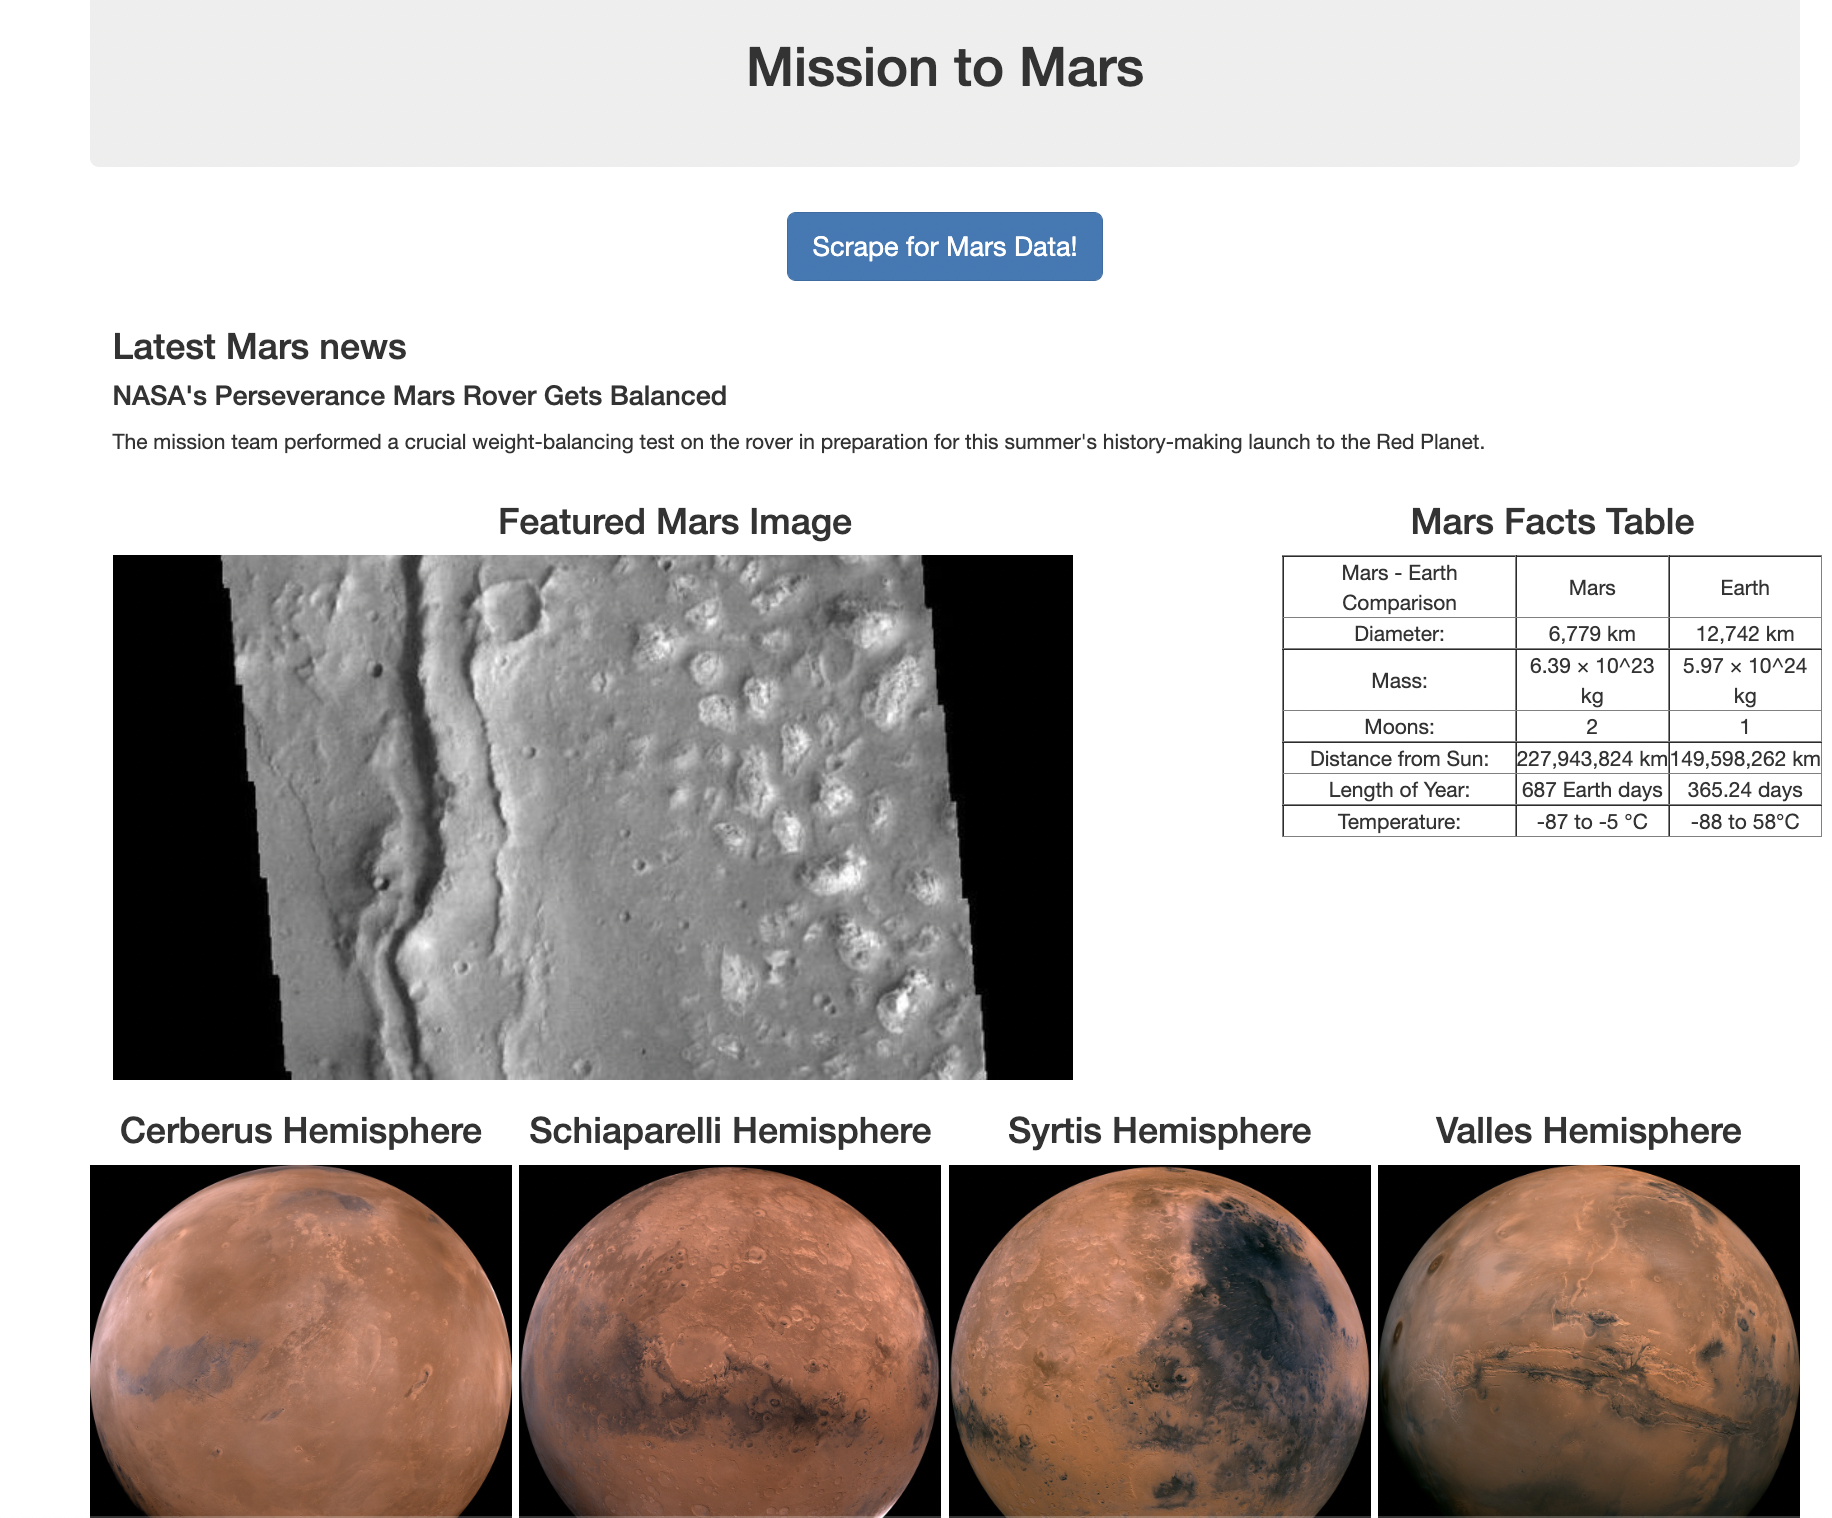 Mission to Mars
Scrape for Mars Data!
Latest Mars news
NASA's Perseverance Mars Rover Gets Balanced
The mission team performed a crucial weight-balancing test on the rover in preparation for this summer's history-making launch to the Red Planet.
Featured Mars Image
Mars Facts Table
Mars - Earth
Comparison
Mars
Earth
Diameter:
6,779 km
12,742 km
Mass:
6.39 × 10^23
kg
5.97 × 10^24
kg
Moons:
2
1
Distance from Sun:
227,943,824 km
149,598,262 km
Length of Year:
687 Earth days
365.24 days
Temperature:
-87 to -5 °C
-88 to 58°C
Cerberus Hemisphere
Schiaparelli Hemisphere
Syrtis Hemisphere
Valles Hemisphere